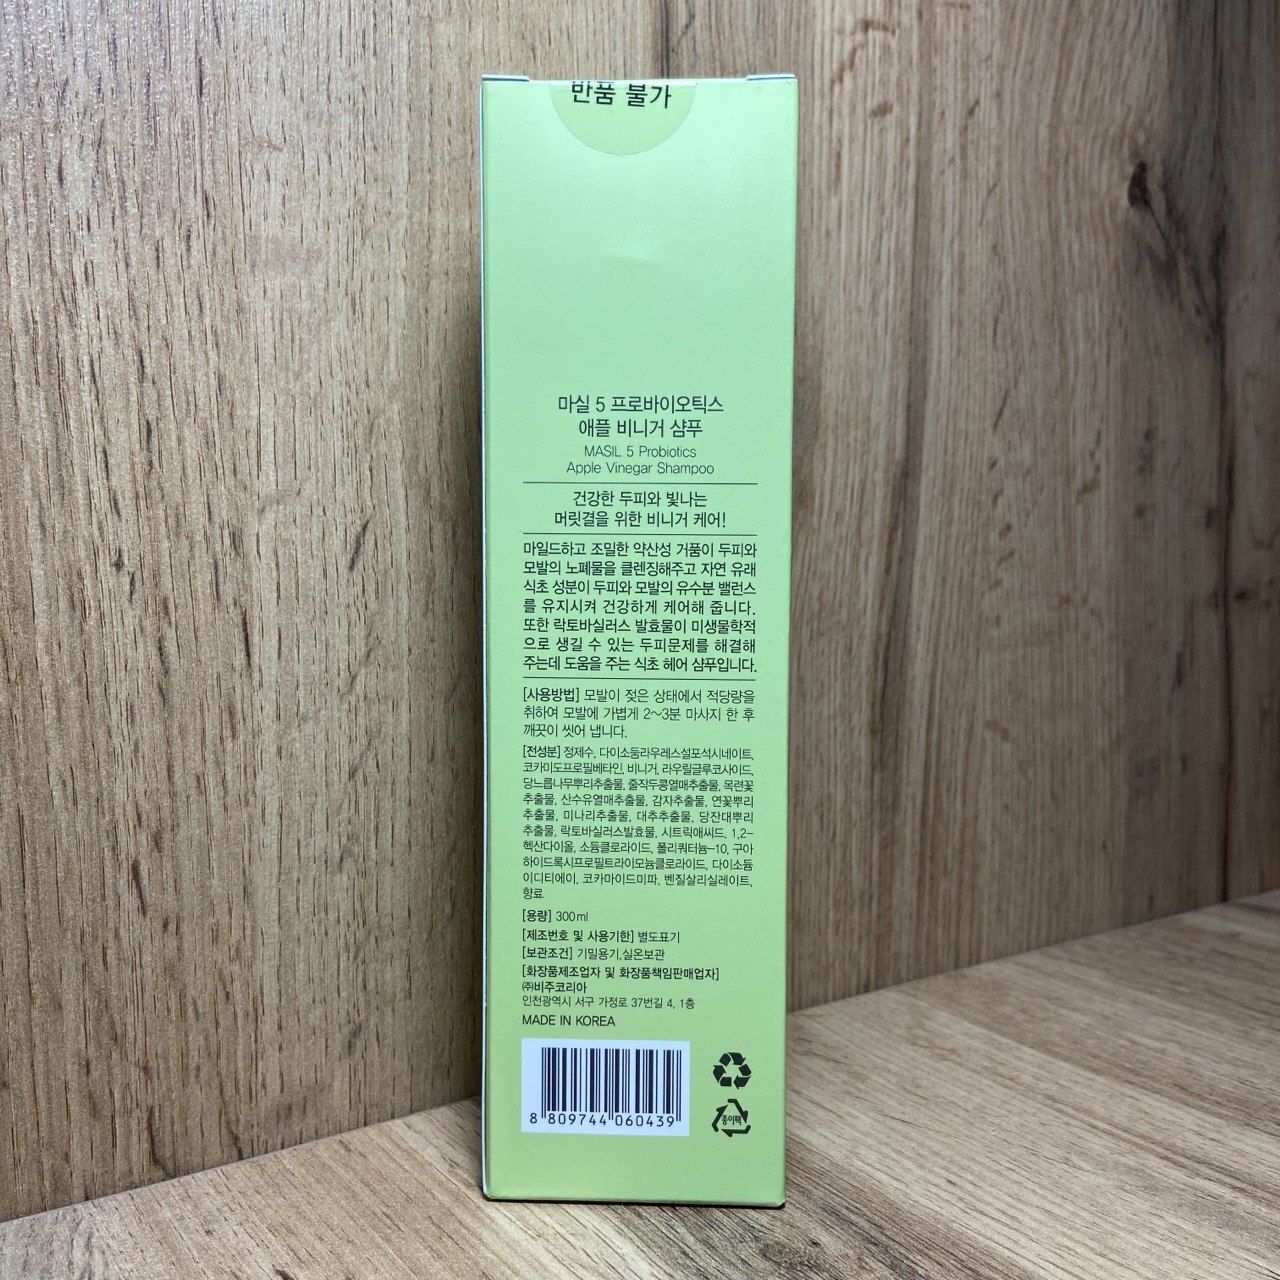 반품 불가
마실 5 프로바이오틱스
애플 비니거 샴푸
MASIL 5 Probiotics
Apple Vinegar Shampoo
건강한 두피와 빛나는
머릿결을 위한 비니거 케어!
마일드하고 조밀한 약산성 거품이 두피와
모발의 노폐물을 클렌징해주고 자연 유래
식초 성분이 두피와 모발의 유수분 밸런스
를 유지시켜 건강하게 케어해 줍니다.
또한 락토바실러스 발효물이 미생물학적
으로 생길 수 있는 두피문제를 해결해
주는데 도움을 주는 식초 헤어 샴푸입니다.
[사용방법] 모발이 젖은 상태에서 적당량을
취하여 모발에 가볍게 2~3분 마사지 한 후
깨끗이 씻어 냅니다.
[전성분] 정제수, 다이소듐라우레스설포석시네이트,
코카미도프로필베타인, 비니거, 라우릴글루코사이드,
당느릅나무뿌리추출물, 줄작두콩열매추출물, 목련꽃
추출물, 산수유열매추출물, 감자추출물, 연꽃뿌리
추출물, 미나리추출물, 대추추출물, 당잔대뿌리
추출물, 락토바실러스발효물, 시트릭애씨드, 1,2-
헥산다이올, 소듐클로라이드, 폴리쿼터늄-10, 구아
하이드록시프로필트라이모늄클로라이드, 다이소듐
이디티에이, 코카마이드미파, 벤질살리실레이트,
향료
[용량] 300ml
[제조번호 및 사용기한] 별도표기
[보관조건] 기밀용기,실온보관
[화장품제조업자 및 화장품책임판매업자]
㈜비주코리아
인천광역시 서구 가정로 37번길 4, 1층
MADE IN KOREA
8 809744 060439
종이팩